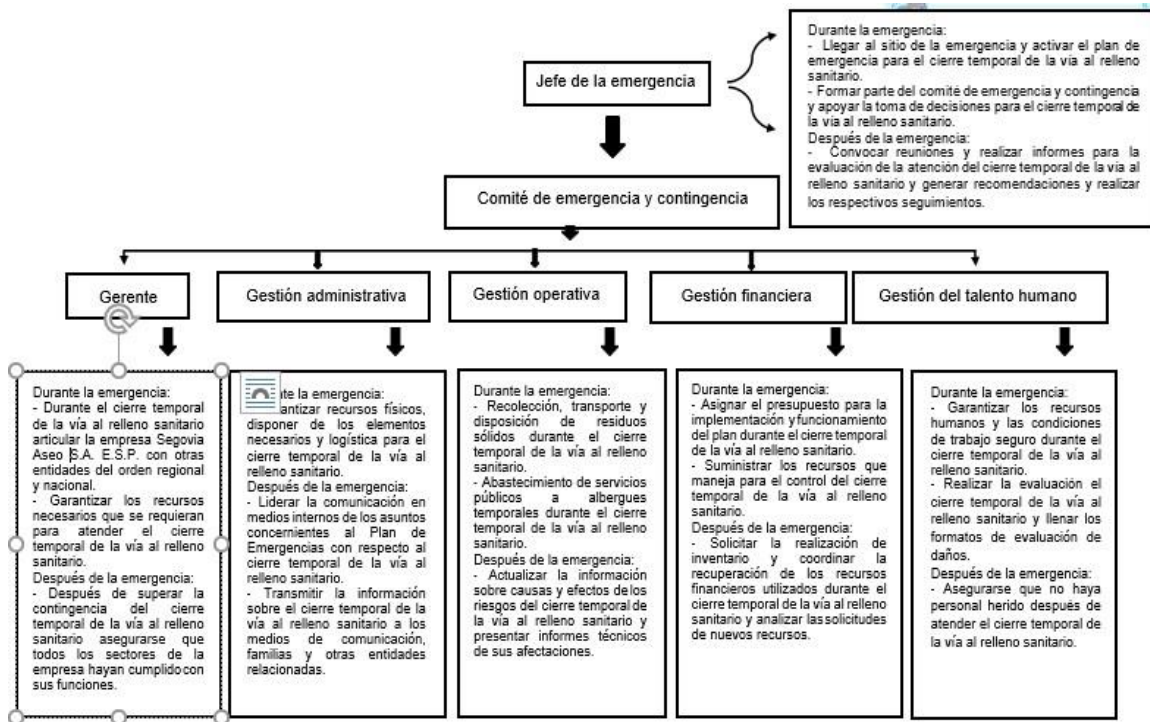 Durante la emergencia:
- Llegar al sitio de la emergencia y activar el plan de
emergencia para el cierre temporal de la vía al relleno
sanitario.
- Formar parte del comité de emergencia y contingencia
y apoyar la toma de decisiones para el cierre temporal de
la vía al relleno sanitario.
Después de la emergencia:
- Convocar reuniones y realizar informes para la
evaluación de la atención del cierre temporal de la vía al
relleno sanitario y generar recomendaciones y realizar
los respectivos seguimientos.
Jefe de la emergencia
Comité de emergencia y contingencia
Gerente
Gestión administrativa
Gestión operativa
Gestión financiera
Gestión del talento humano
Durante la emergencia:
- Durante el cierre temporal
de la vía al relleno sanitario
articular la empresa Segovia
Aseo S.A. E.S.P. con otras
entidades del orden regional
y nacional.
- Garantizar los recursos
necesarios que se requieran
para atender el cierre
temporal de la vía al relleno
sanitario.
Después de la emergencia:
- Después de superar la
contingencia del cierre
temporal de la vía al relleno
sanitario asegurarse que
todos los sectores de la
empresa hayan cumplido con
sus funciones.
nte la emergencia:
antizar recursos físicos,
disponer de los elementos
necesarios y logística para el
cierre temporal de la vía al
relleno sanitario.
Después de la emergencia:
- Liderar la comunicación en
medios internos de los asuntos
concernientes al Plan de
Emergencias con respecto al
cierre temporal de la vía al
relleno sanitario.
- Transmitir la información
sobre el cierre temporal de la
vía al relleno sanitario a los
medios de comunicación,
familias y otras entidades
relacionadas.
Durante la emergencia:
- Recolección, transporte y
disposición de residuos
sólidos durante el cierre
temporal de la vía al relleno
sanitario.
- Abastecimiento de servicios
públicos a albergues
temporales durante el cierre
temporal de la vía al relleno
sanitario.
Después de la emergencia:
- Actualizar la información
sobre causas y efectos de los
riesgos del cierre temporal de
la vía al relleno sanitario y
presentar informes técnicos
de sus afectaciones.
Durante la emergencia:
- Asignar el presupuesto para la
implementación y funcionamiento
del plan durante el cierre temporal
de la vía al relleno sanitario.
- Suministrar los recursos que
maneja para el control del cierre
temporal de la vía al relleno
sanitario.
Después de la emergencia:
- Solicitar la realización de
inventario y coordinar la
recuperación de los recursos
financieros utilizados durante el
cierre temporal de la vía al relleno
sanitario y analizar las solicitudes
de nuevos recursos.
Durante la emergencia:
- Garantizar los recursos
humanos y las condiciones
de trabajo seguro durante el
cierre temporal de la vía al
relleno sanitario.
- Realizar la evaluación el
cierre temporal de la vía al
relleno sanitario y llenar los
formatos de evaluación de
daños.
Después de la emergencia:
- Asegurarse que no haya
personal herido después de
atender el cierre temporal de
la vía al relleno sanitario.